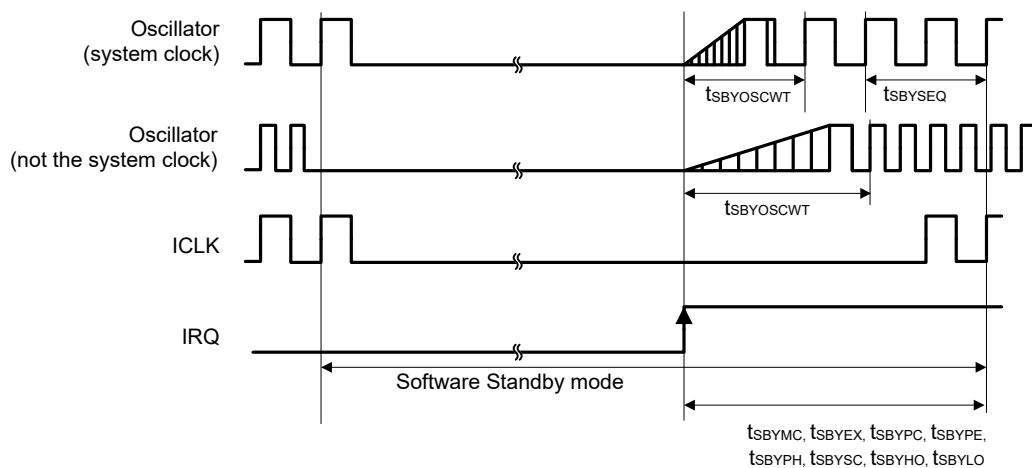 Oscillator
(system clock)
tSBYOSCWT
tSBYSEQ
Oscillator
(not the system clock)
tSBYOSCWT
ICLK
IRQ
Software Standby mode
tSBYMC, tSBYEX, tSBYPC, tSBYPE,
tSBYPH, tSBYSC, tSBYHO, tSBYLO